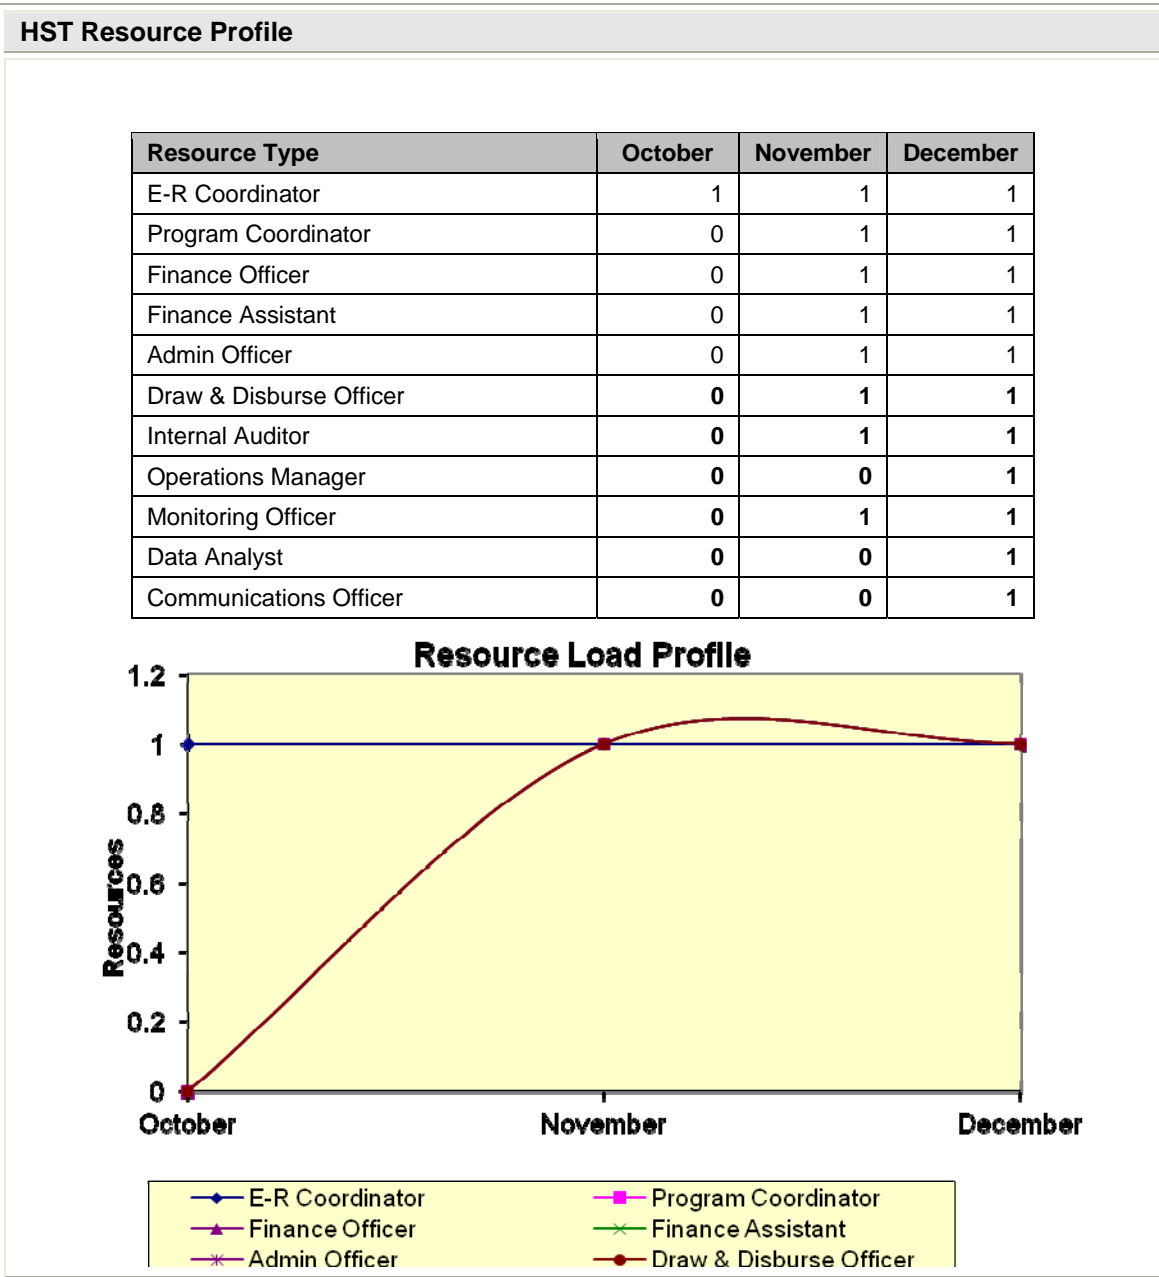 HST Resource Profile
Resource Type October November December
E-R Coordinator 1 1 1
Program Coordinator 0 1 1
Finance Officer 0 1 1
Finance Assistant 0 1 1
Admin Officer 0 1 1
Draw & Disburse Officer 0 1 1
Internal Auditor 0 1 1
Operations Manager 0 0 1
Monitoring Officer 0 1 1
Data Analyst 0 0 1
Communications Officer 0 0 1
Resource Load Profile
1.2
1
0.8
0.6
0.4
0.2
0
Resources
October November December
E-R Coordinator Program Coordinator
Finance Officer Finance Assistant
Admin Officer Draw & Disburse Officer